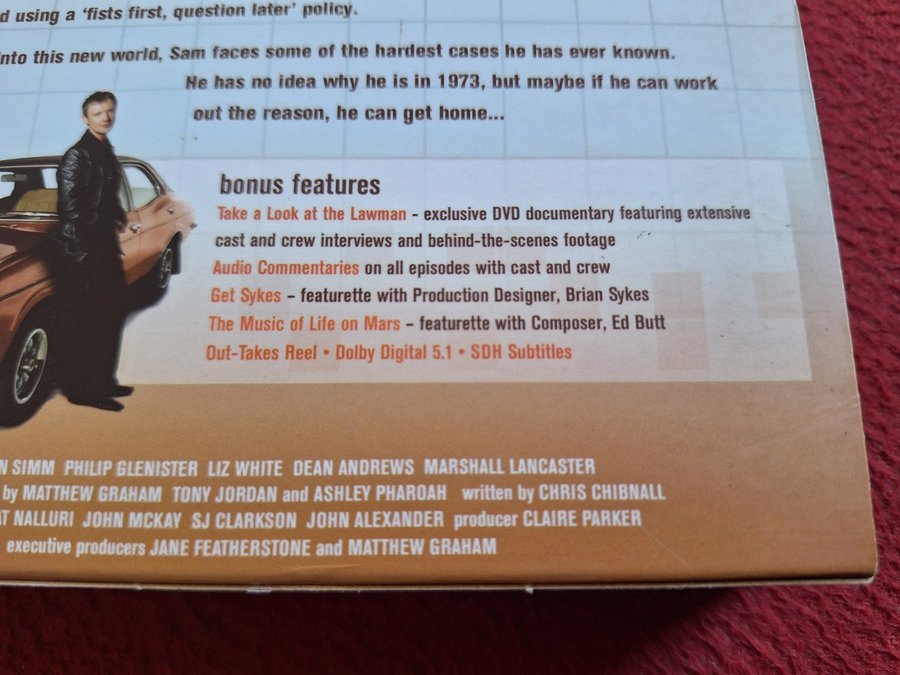 d using a ‘fists first, question later’ policy.
nto this new world, Sam faces some of the hardest cases he has ever known.
He has no idea why he is in 1973, but maybe if he can work
out the reason, he can get home...
bonus features
Take a Look at the Lawman - exclusive DVD documentary featuring extensive
cast and crew interviews and behind-the-scenes footage
Audio Commentaries on all episodes with cast and crew
Get Sykes – featurette with Production Designer, Brian Sykes
The Music of Life on Mars – featurette with Composer, Ed Butt
Out-Takes Reel • Dolby Digital 5.1 • SDH Subtitles
N SIMM PHILIP GLENISTER LIZ WHITE DEAN ANDREWS MARSHALL LANCASTER
by MATTHEW GRAHAM TONY JORDAN and ASHLEY PHAROAH written by CHRIS CHIBNALL
AT NALLURI JOHN MCKAY SJ CLARKSON JOHN ALEXANDER producer CLAIRE PARKER
executive producers JANE FEATHERSTONE and MATTHEW GRAHAM